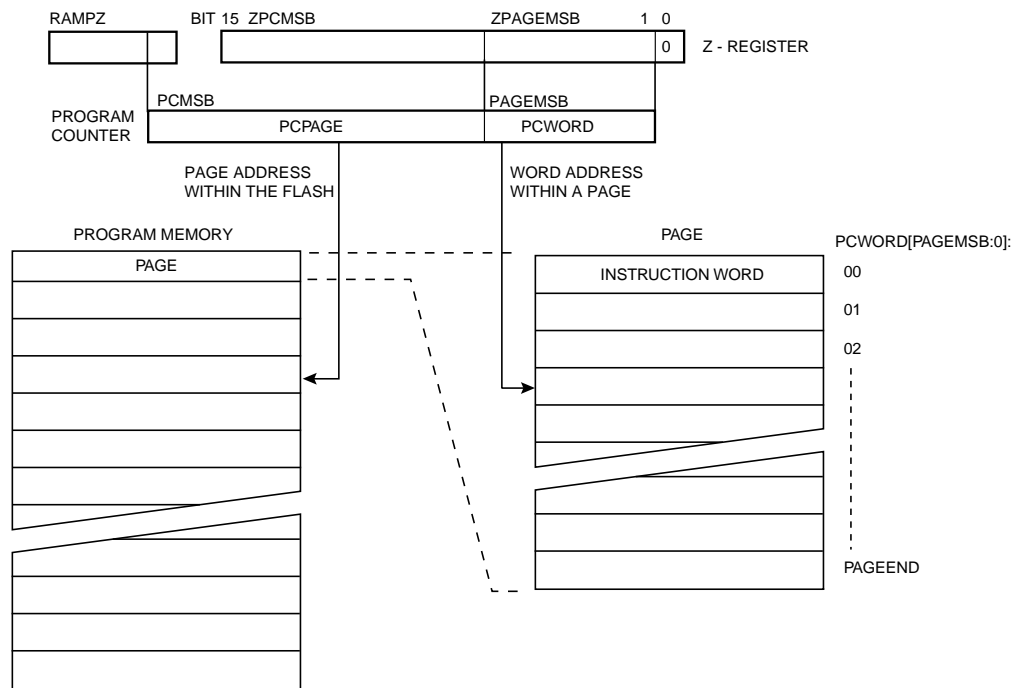 RAMPZ BIT 15 ZPCMSB ZPAGEMSB 1 0
0 Z - REGISTER
PCMSB PAGEMSB
PROGRAM
COUNTER
PCPAGE PCWORD
PAGE ADDRESS
WITHIN THE FLASH
WORD ADDRESS
WITHIN A PAGE
PROGRAM MEMORY
PAGE
PAGE
PCWORD[PAGEMSB:0]:
INSTRUCTION WORD
00
01
02
PAGEEND